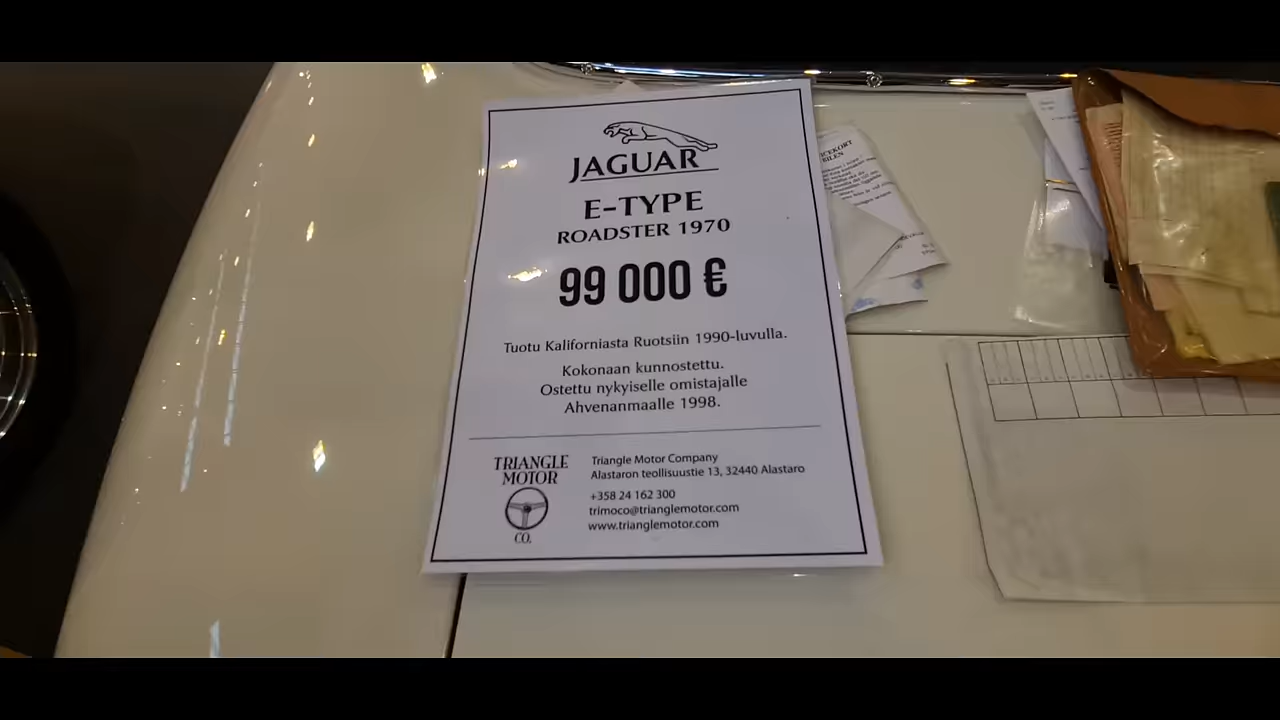 JAGUAR
E-TYPE
ROADSTER 1970
99 000 €
Tuotu Kaliforniasta Ruotsiin 1990-luvulla.
Kokonaan kunnostettu.
Ostettu nykyiselle omistajalle
Ahvenanmaalle 1998.
TRIANGLE
MOTOR
CO.
Triangle Motor Company
Alastaron teollisuustie 13, 32440 Alastaro
+358 24 162 300
trimoco@trianglemotor.com
www.trianglemotor.com